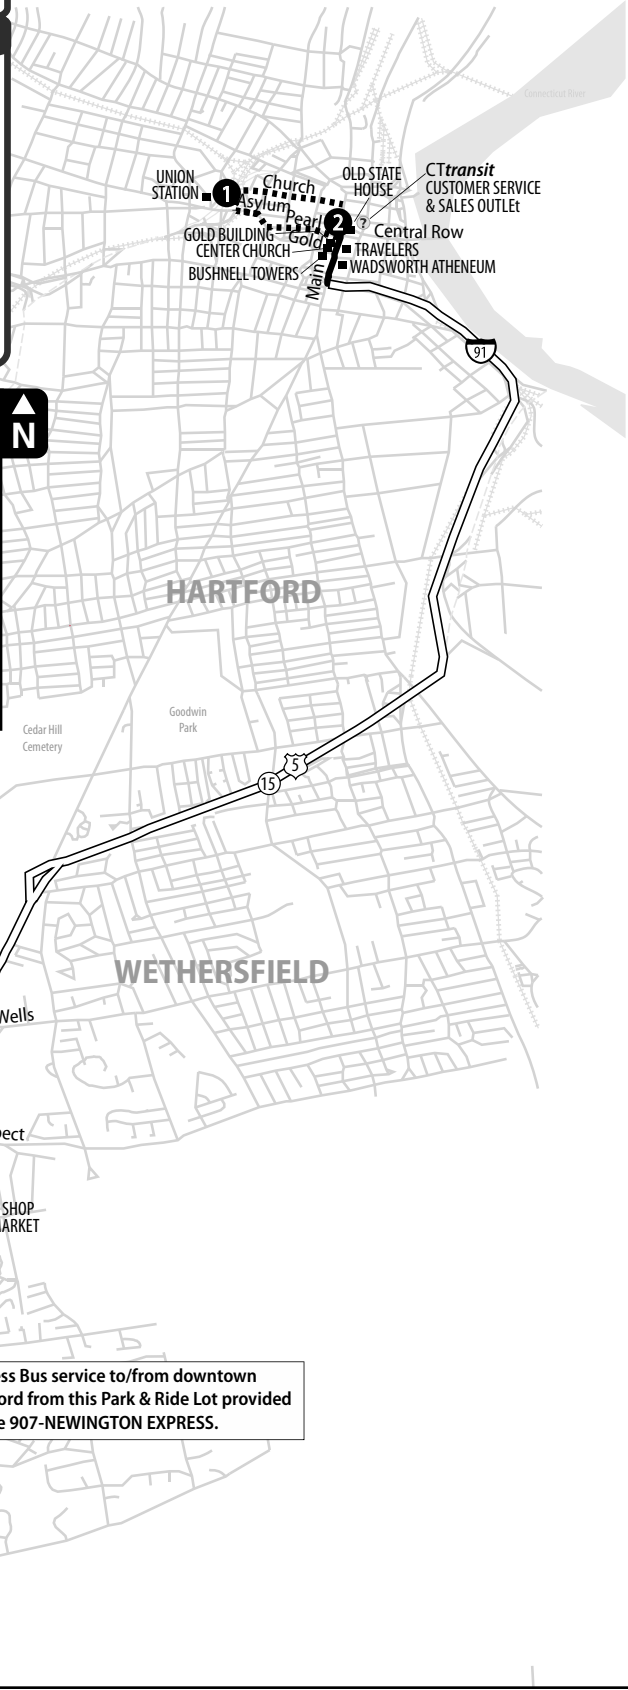 Connecticut River
UNION
STATION
1
Church
Asylum
Pearl
OLD STATE
HOUSE
CTtransit
CUSTOMER SERVICE
& SALES OUTLEt
2
?
Central Row
GOLD BUILDING
Gold
CENTER CHURCH
TRAVELERS
BUSHNELL TOWERS
Main
WADSWORTH ATHENEUM
91
N
HARTFORD
Goodwin
Park
Cedar Hill
Cemetery
5
15
WETHERSFIELD
Wells
ect
SHOP
MARKET
ss Bus service to/from downtown
ord from this Park & Ride Lot provided
e 907-NEWINGTON EXPRESS.